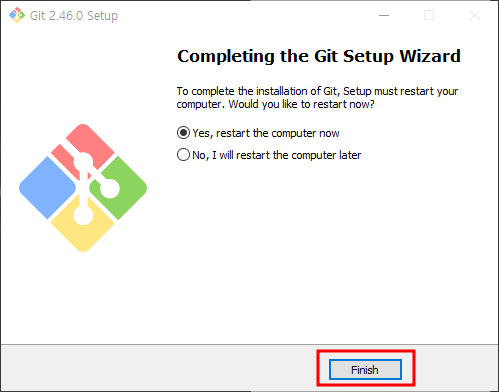 Git 2.46.0 Setup
Completing the Git Setup Wizard
To complete the installation of Git, Setup must restart your
computer. Would you like to restart now?
Yes, restart the computer now
No, I will restart the computer later
Finish